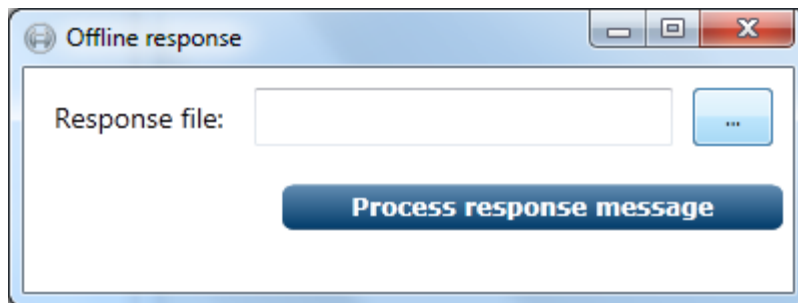 Offline response
Response file:
...
Process response message